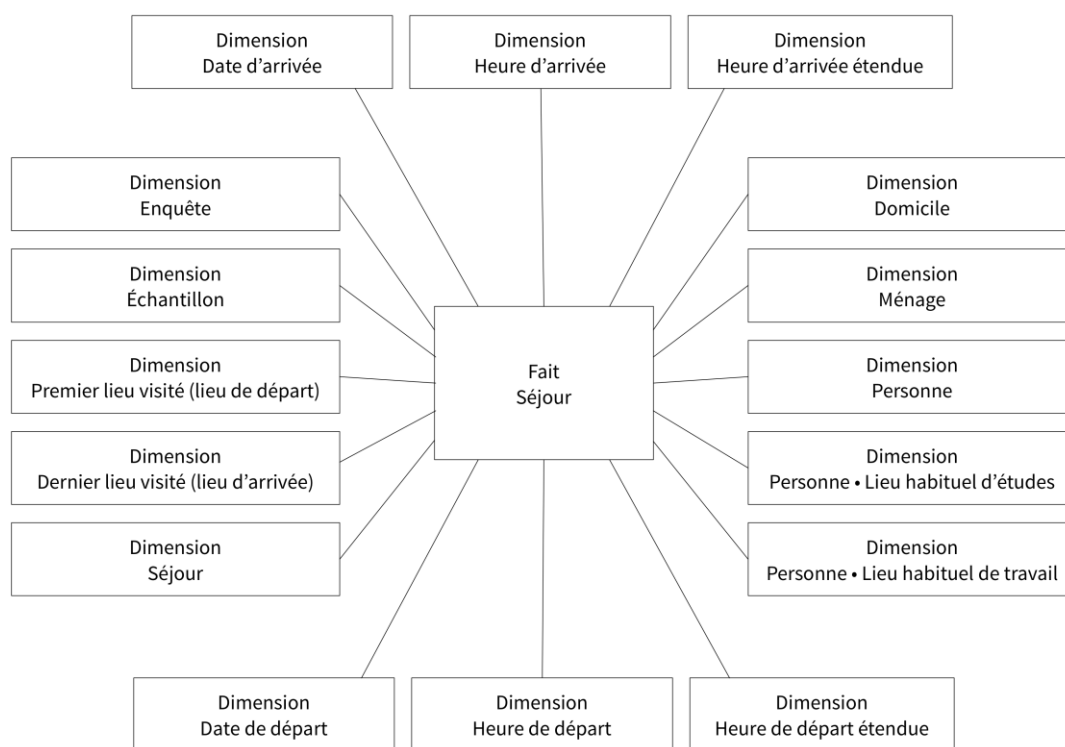 Dimension
Date d’arrivée
Dimension
Heure d’arrivée
Dimension
Heure d’arrivée étendue
Dimension
Enquête
Dimension
Échantillon
Dimension
Premier lieu visité (lieu de départ)
Dimension
Dernier lieu visité (lieu d’arrivée)
Dimension
Séjour
Fait
Séjour
Dimension
Domicile
Dimension
Ménage
Dimension
Personne
Dimension
Personne • Lieu habituel d’études
Dimension
Personne • Lieu habituel de travail
Dimension
Date de départ
Dimension
Heure de départ
Dimension
Heure de départ étendue